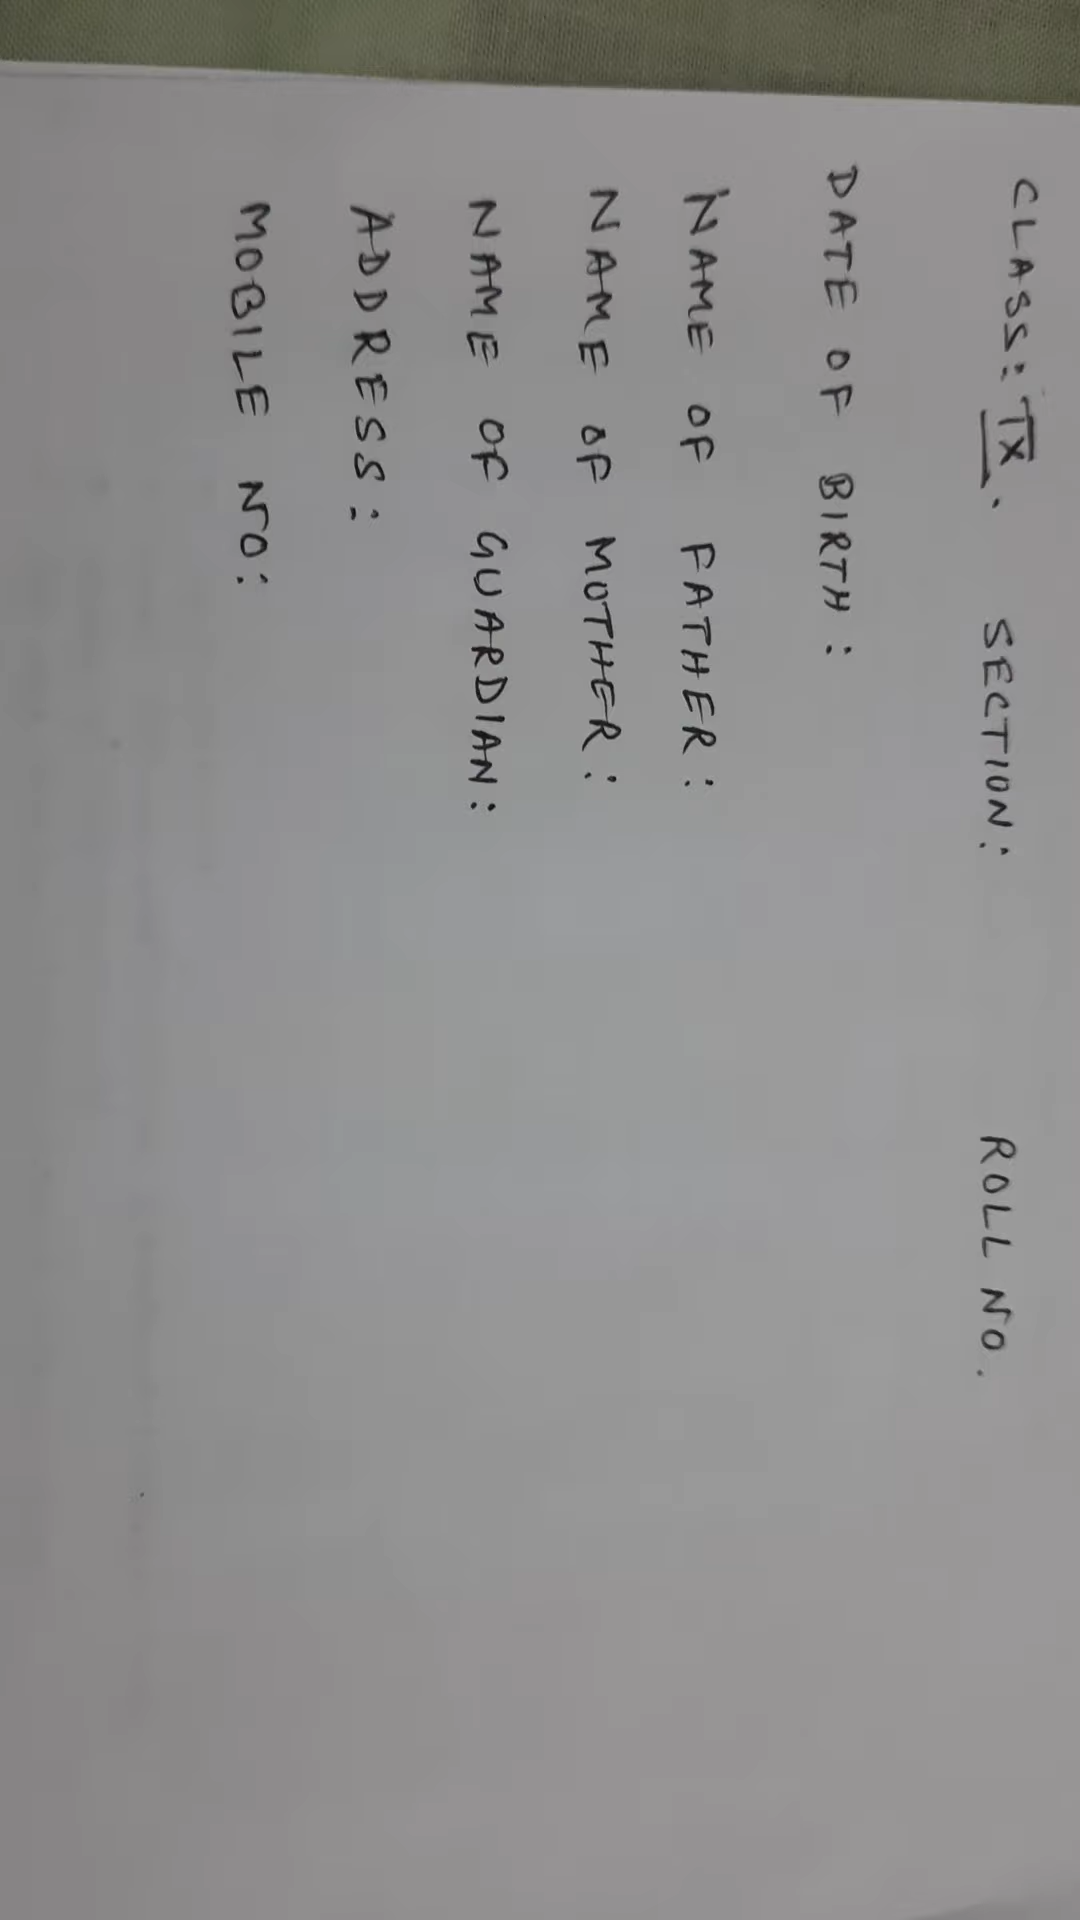 CLASS: IX. SECTION: ROLL NO.
DATE OF BIRTH:
NAME OF FATHER:
NAME OF MOTHER:
NAME OF GUARDIAN:
ADDRESS:
MOBILE NO: